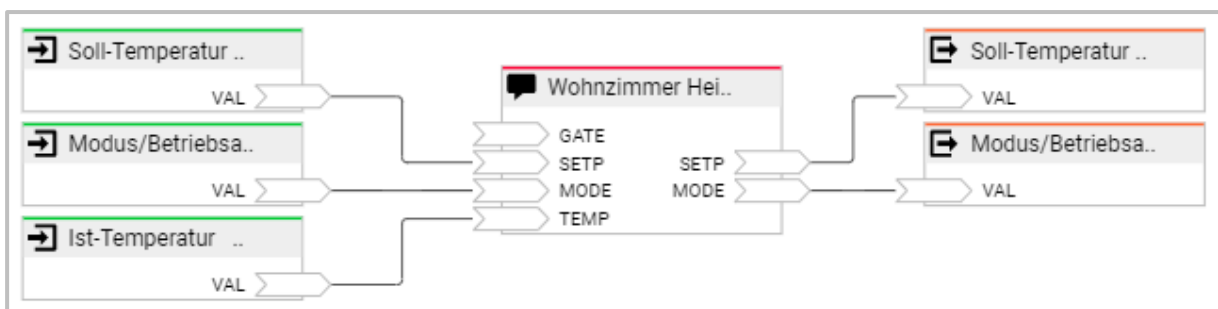 Soll-Temperatur ..
VAL
Modus/Betriebsa..
VAL
Ist-Temperatur ..
VAL
Wohnzimmer Hei..
GATE
SETP SETP
MODE MODE
TEMP
Soll-Temperatur ..
VAL
Modus/Betriebsa..
VAL